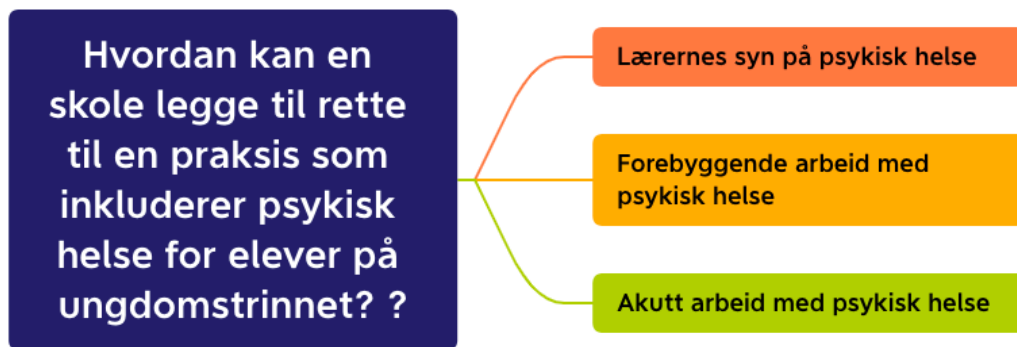 Hvordan kan en
skole legge til rette
til en praksis som
inkluderer psykisk
helse for elever på
ungdomstrinnet? ?
Lærernes syn på psykisk helse
Forebyggende arbeid med
psykisk helse
Akutt arbeid med psykisk helse